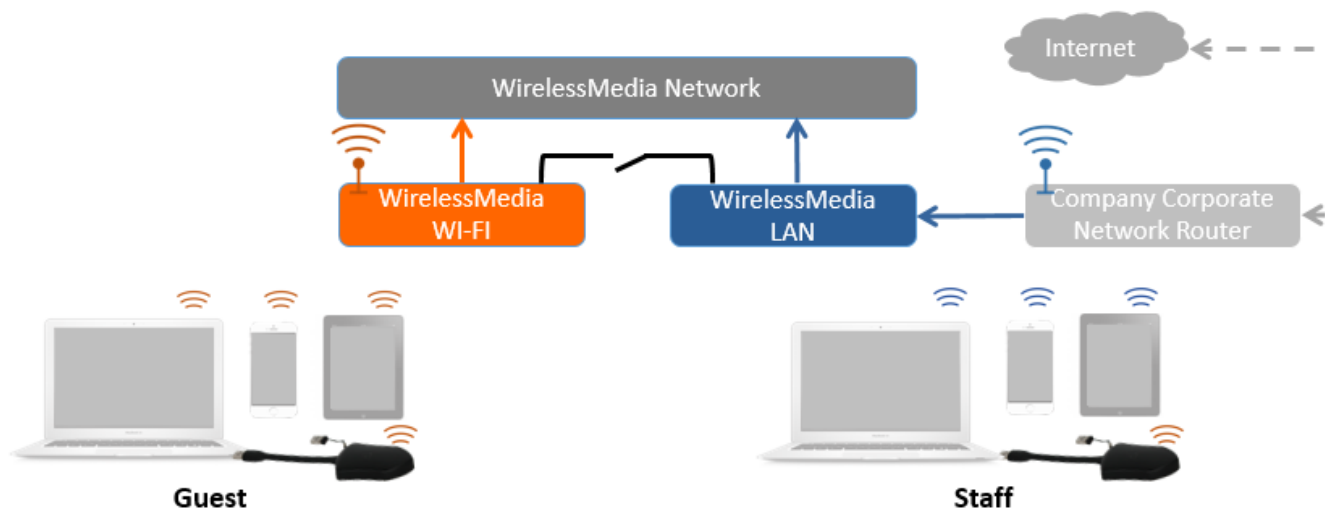 Internet
WirelessMedia Network
WirelessMedia
WI-FI
WirelessMedia
LAN
Company Corporate
Network Router
Guest
Staff